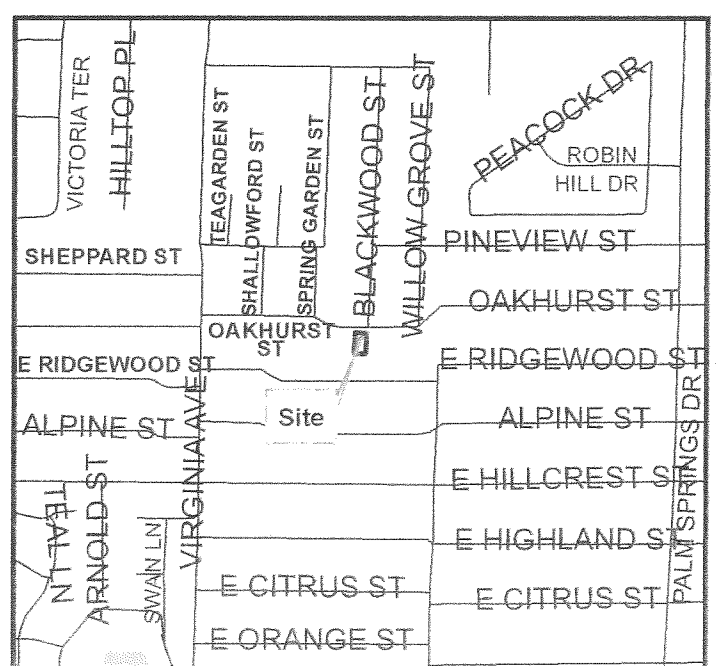 VICTORIA TER
HILLTOP PL
TEAGARDEN ST
SHALLOWFORD ST
SPRING GARDEN ST
BLACKWOOD ST
WILLOW GROVE ST
PEACOCK DR
ROBIN
HILL DR
SHEPPARD ST
PINEVIEW ST
OAKHURST ST
OAKHURST
ST
E RIDGEWOOD ST
E RIDGEWOOD ST
Site
ALPINE ST
ALPINE ST
VIRGINIA AVE
PALM SPRINGS DR
E HILLCREST ST
TEAL LN
ARNOLD ST
SWAIN LN
E HIGHLAND ST
E CITRUS ST
E CITRUS ST
E ORANGE ST